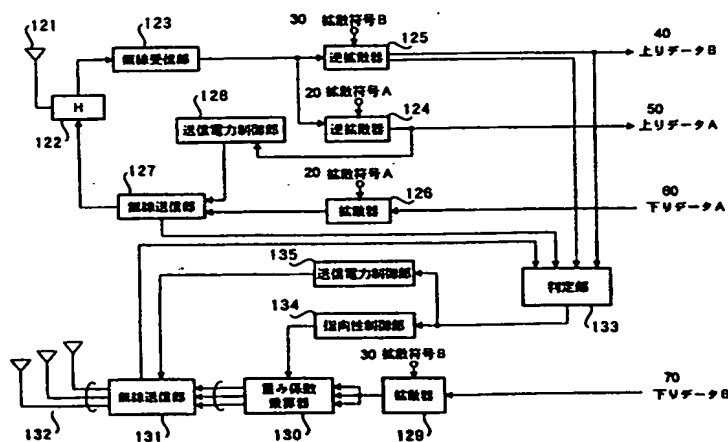 30 拡散符号B
121
123
125
40
無線受信部
逆拡散器
上りデータB
H
122
128
20 拡散符号A
124
50
送信電力制御部
逆拡散器
上りデータA
127
20 拡散符号A
60
無線送信部
拡散器
126
下りデータA
135
送信電力制御部
判定部
134
133
指向性制御部
30 拡散符号B
70
無線送信部
重み係数
乗算器
拡散器
下りデータB
132
131
130
129